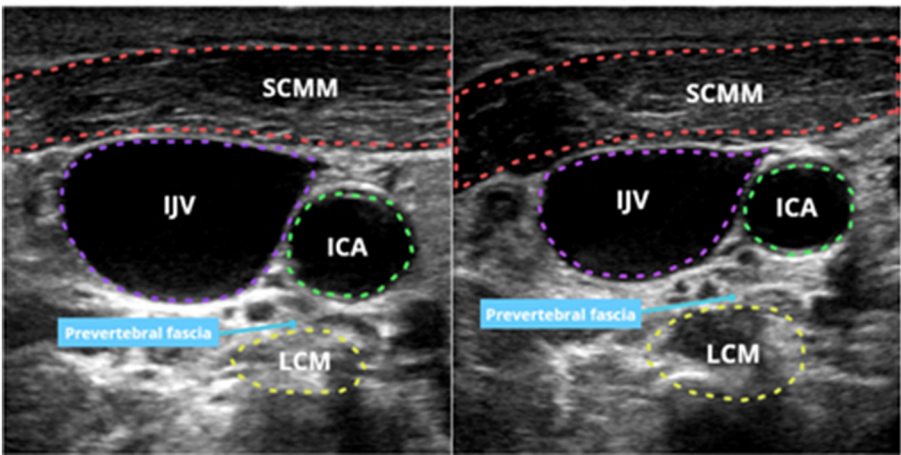 SCMM
IJV
ICA
Prevertebral fascia
LCM
SCMM
IJV
ICA
Prevertebral fascia
LCM